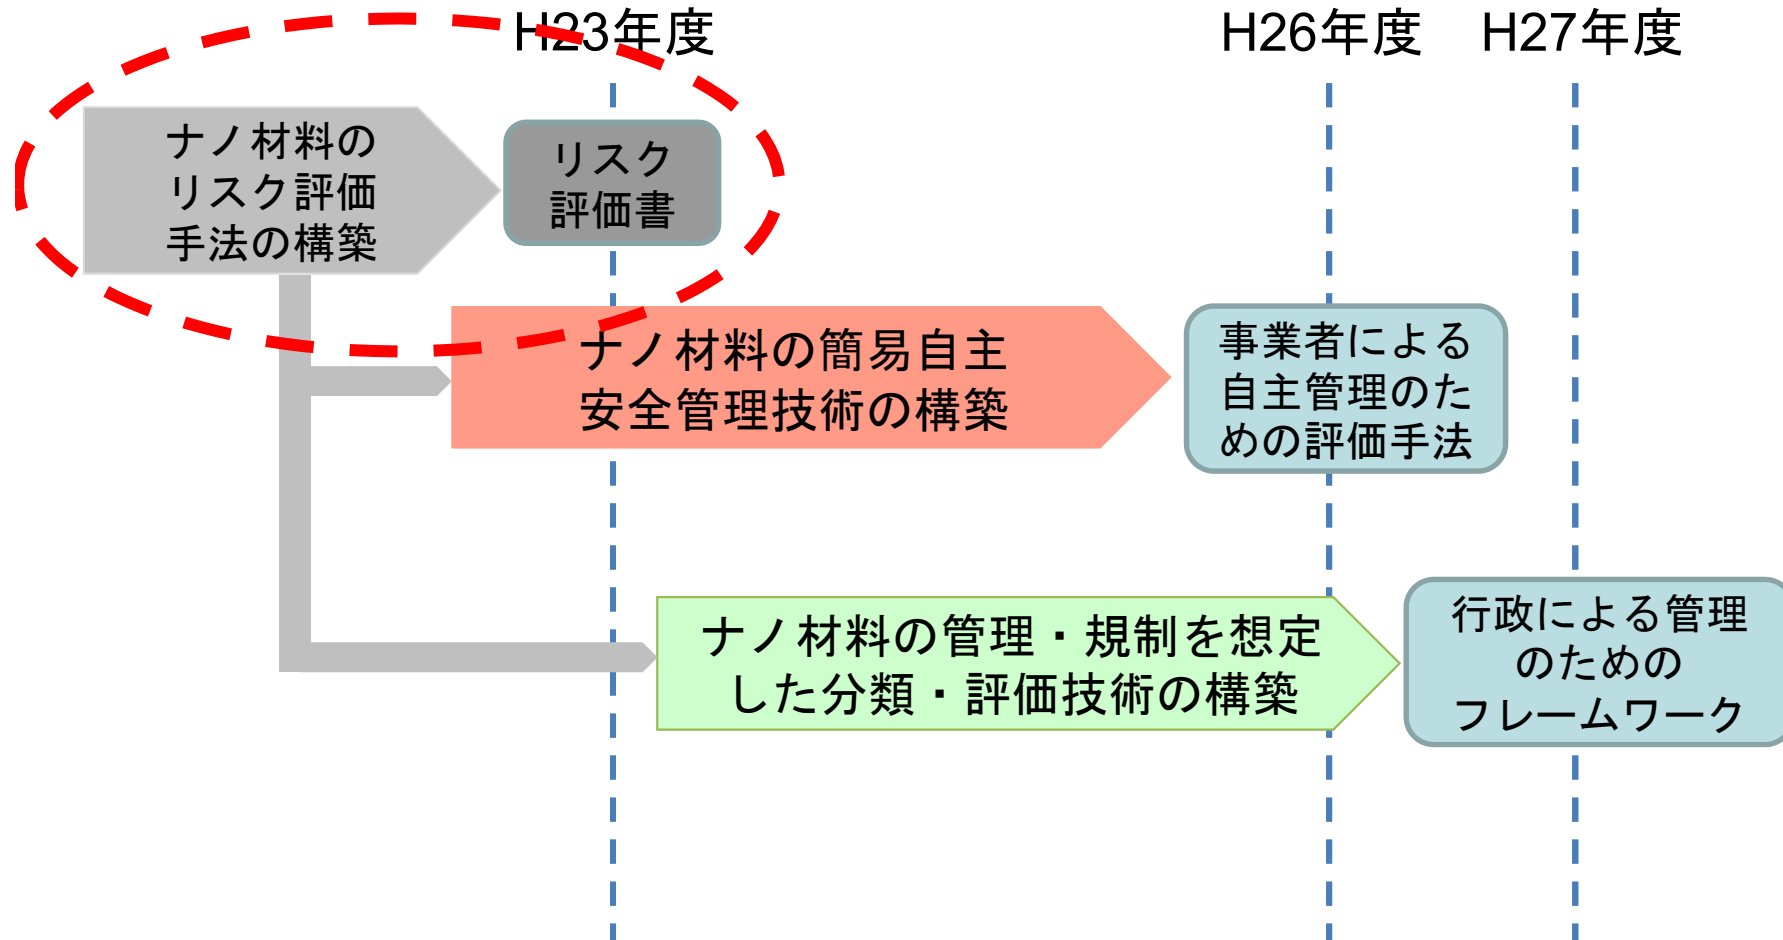 H23年度
H26年度
H27年度
ナノ材料の
リスク評価
手法の構築
リスク
評価書
ナノ材料の簡易自主
安全管理技術の構築
事業者による
自主管理のた
めの評価手法
ナノ材料の管理・規制を想定
した分類・評価技術の構築
行政による管理
のための
フレームワーク